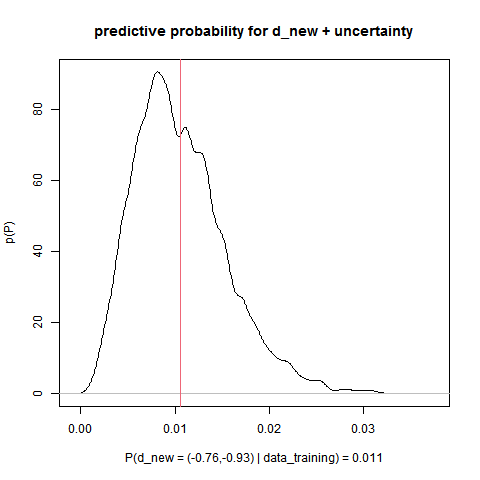 predictive probability for d_new + uncertainty
p(P)
80
60
40
20
0
0.00 0.01 0.02 0.03
P(d_new = (-0.76,-0.93) | data_training) = 0.011